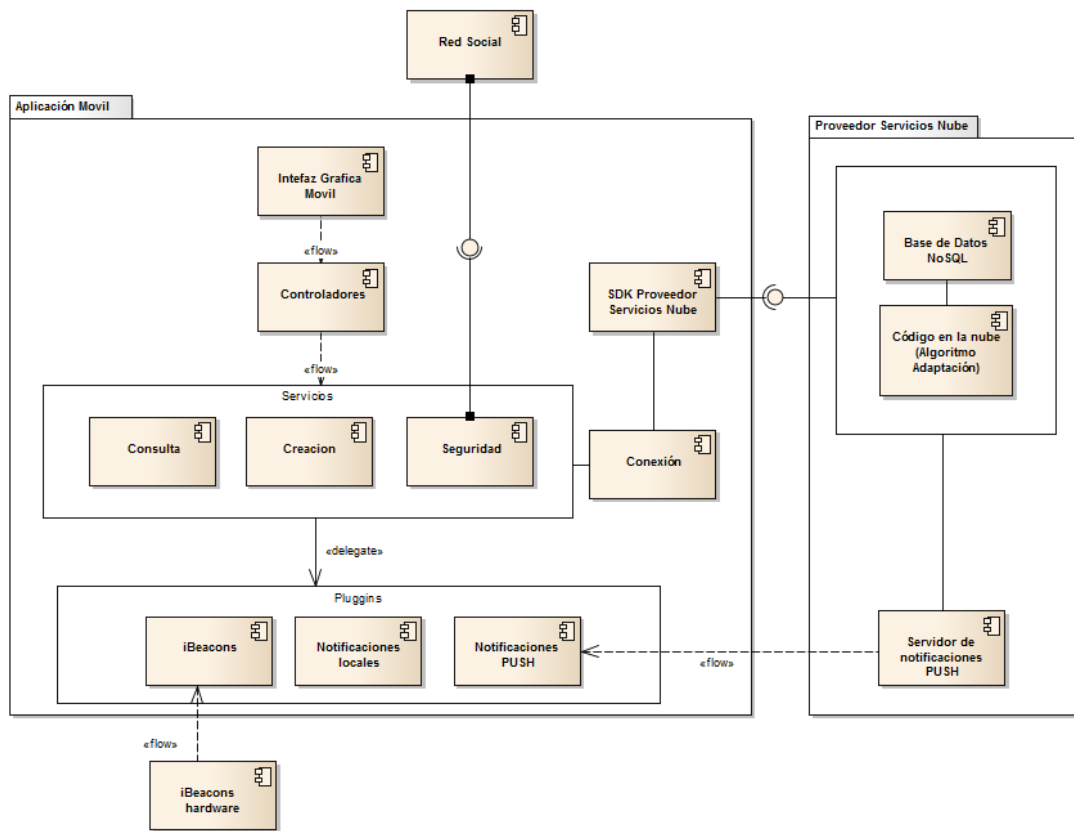 Red Social
Aplicación Movil
Proveedor Servicios Nube
Intefaz Grafica
Movil
«flow»
Controladores
«flow»
Servicios
Consulta
Creacion
Seguridad
SDK Proveedor
Servicios Nube
Conexión
Base de Datos
NoSQL
Código en la nube
(Algoritmo
Adaptación)
«delegate»
Pluggins
iBeacons
Notificaciones
locales
Notificaciones
PUSH
«flow»
Servidor de
notificaciones
PUSH
«flow»
iBeacons
hardware